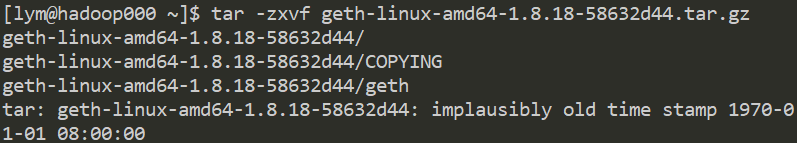 [lym@hadoop000 ~]$ tar -zxvf geth-linux-amd64-1.8.18-58632d44.tar.gz
geth-linux-amd64-1.8.18-58632d44/
geth-linux-amd64-1.8.18-58632d44/COPYING
geth-linux-amd64-1.8.18-58632d44/geth
tar: geth-linux-amd64-1.8.18-58632d44: implausibly old time stamp 1970-0
1-01 08:00:00